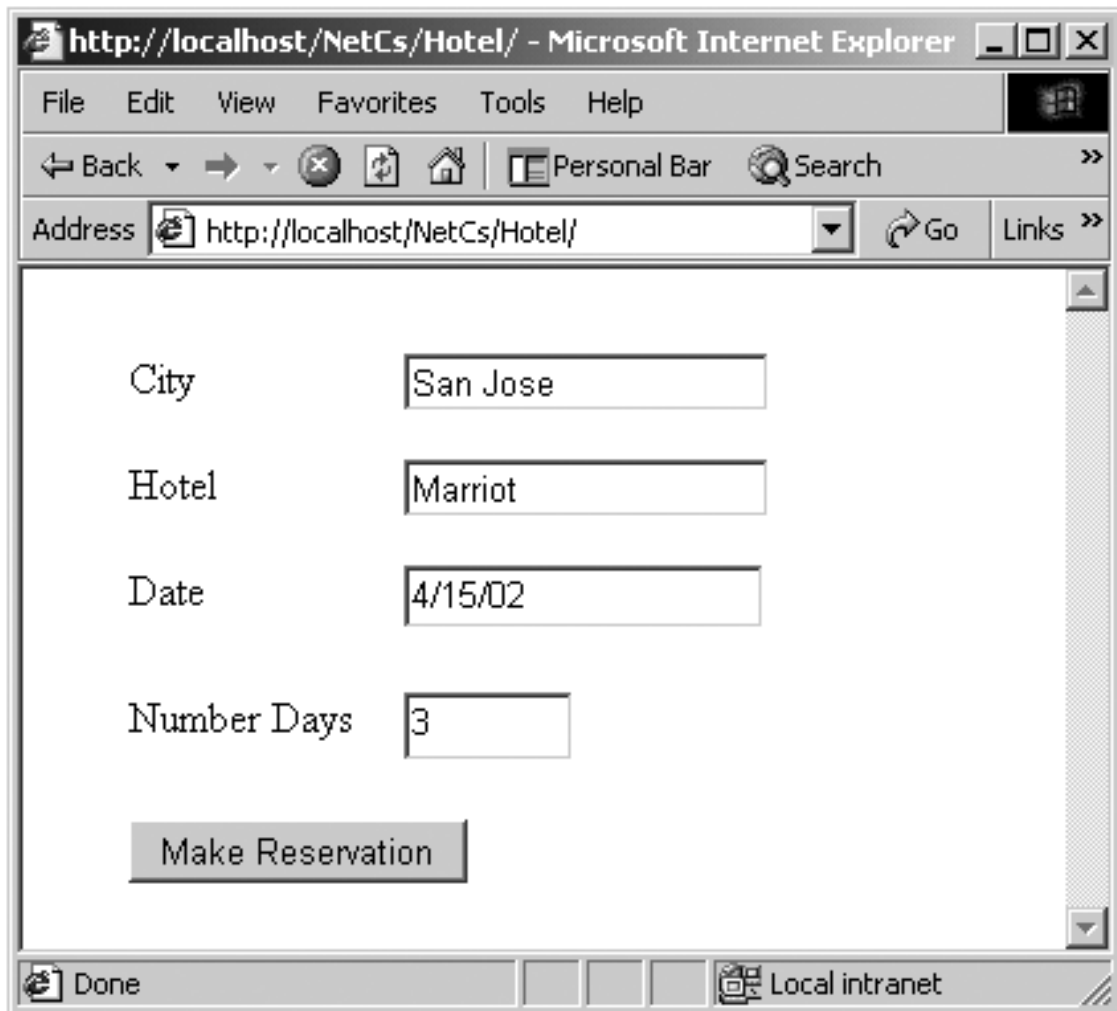 http://localhost/NetCs/Hotel/ - Microsoft Internet Explorer
File Edit View Favorites Tools Help
Back Personal Bar Search »
Address http://localhost/NetCs/Hotel/ Go Links »
City San Jose
Hotel Marriot
Date 4/15/02
Number Days 3
Make Reservation
Done Local intranet